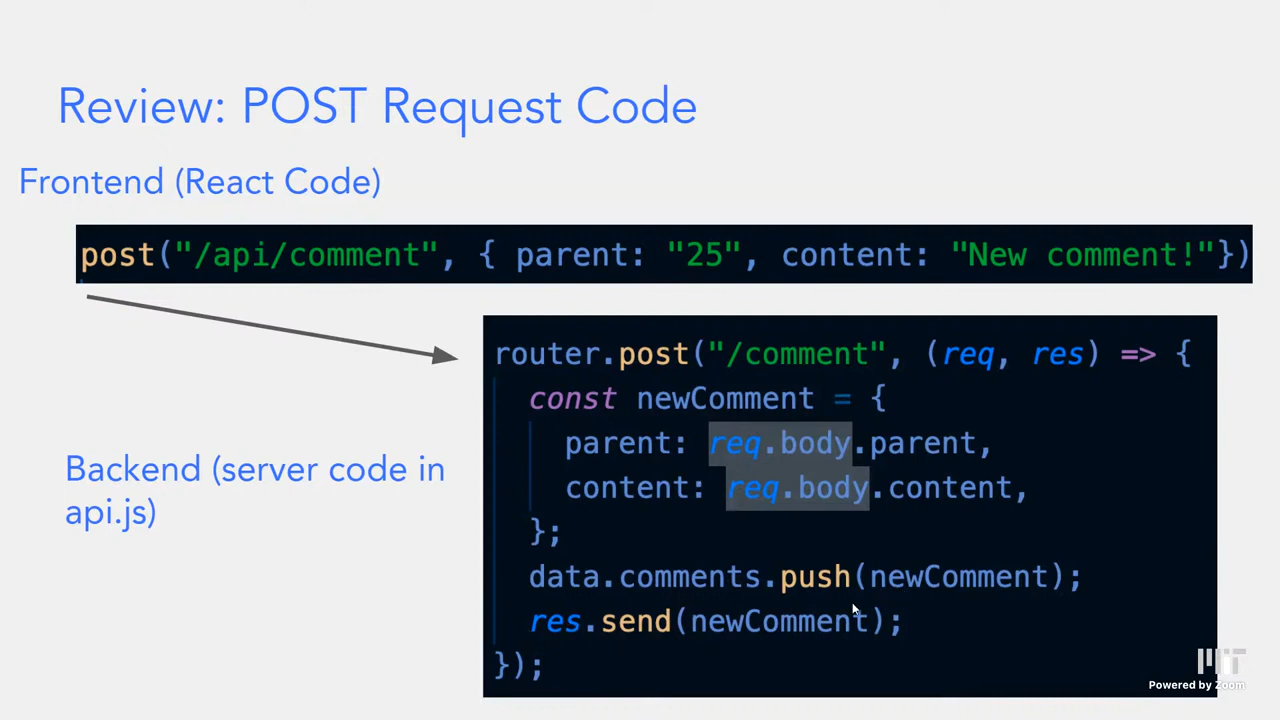 Review: POST Request Code
Frontend (React Code)
post("/api/comment", { parent: "25", content: "New comment!"})
router.post("/comment", (req, res) => {
const newComment = {
parent: req.body.parent,
content: req.body.content,
};
data.comments.push(newComment);
res.send(newComment);
});
Backend (server code in
api.js)
MIT
Powered by Zoom